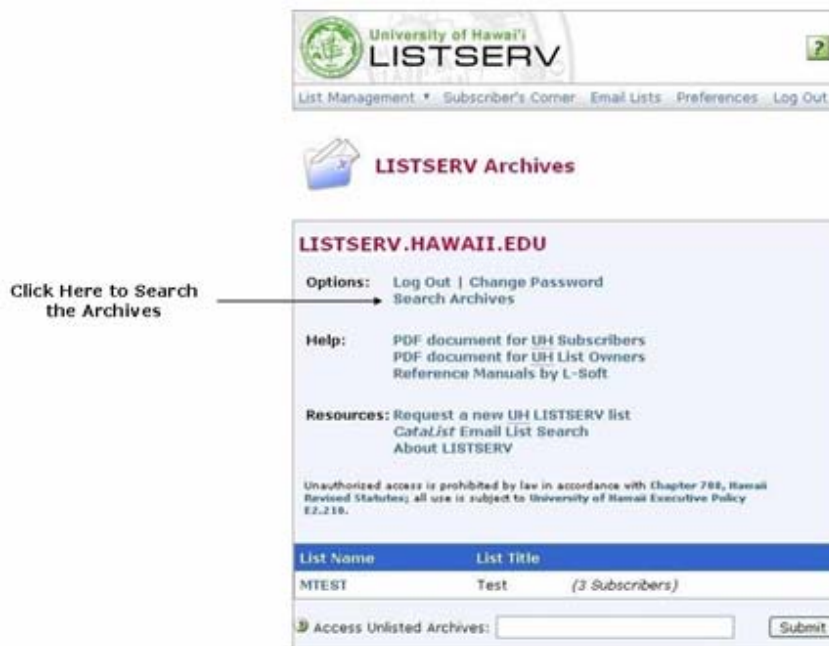 University of Hawai'i
LISTSERV
?
List Management Subscriber's Corner Email Lists Preferences Log Out
LISTSERV Archives
LISTSERV.HAWAII.EDU
Click Here to Search
the Archives
Options: Log Out | Change Password
Search Archives
Help: PDF document for UH Subscribers
PDF document for UH List Owners
Reference Manuals by L-Soft
Resources: Request a new UH LISTSERV list
CataList Email List Search
About LISTSERV
Unauthorized access is prohibited by law in accordance with Chapter 708, Hawaii
Revised Statutes; all use is subject to University of Hawaii Executive Policy
E2.210.
List Name List Title
MTEST Test (3 Subscribers)
Access Unlisted Archives: Submit